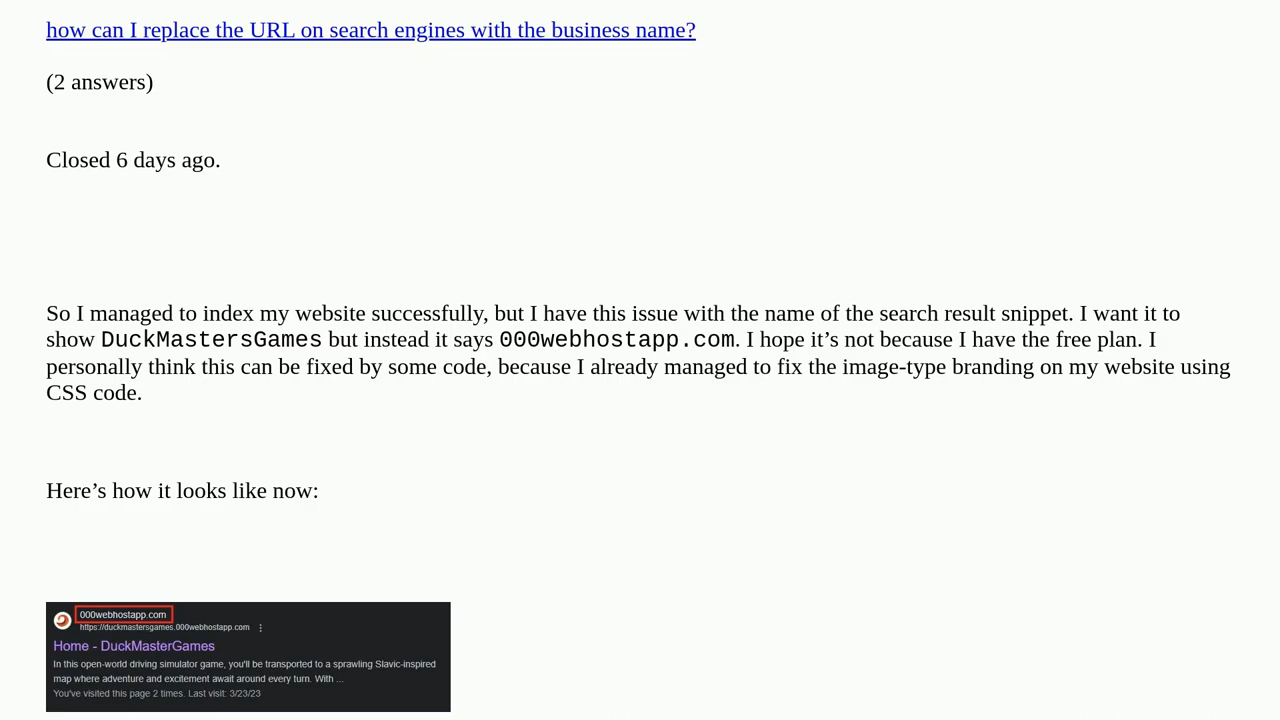 how can I replace the URL on search engines with the business name?
(2 answers)
Closed 6 days ago.
So I managed to index my website successfully, but I have this issue with the name of the search result snippet. I want it to
show DuckMastersGames but instead it says 000webhostapp.com. I hope it’s not because I have the free plan. I
personally think this can be fixed by some code, because I already managed to fix the image-type branding on my website using
CSS code.
Here’s how it looks like now:
000webhostapp.com
https://duckmastersgames.000webhostapp.com
Home - DuckMasterGames
In this open-world driving simulator game, you'll be transported to a sprawling Slavic-inspired
map where adventure and excitement await around every turn. With ...
You've visited this page 2 times. Last visit: 3/23/23